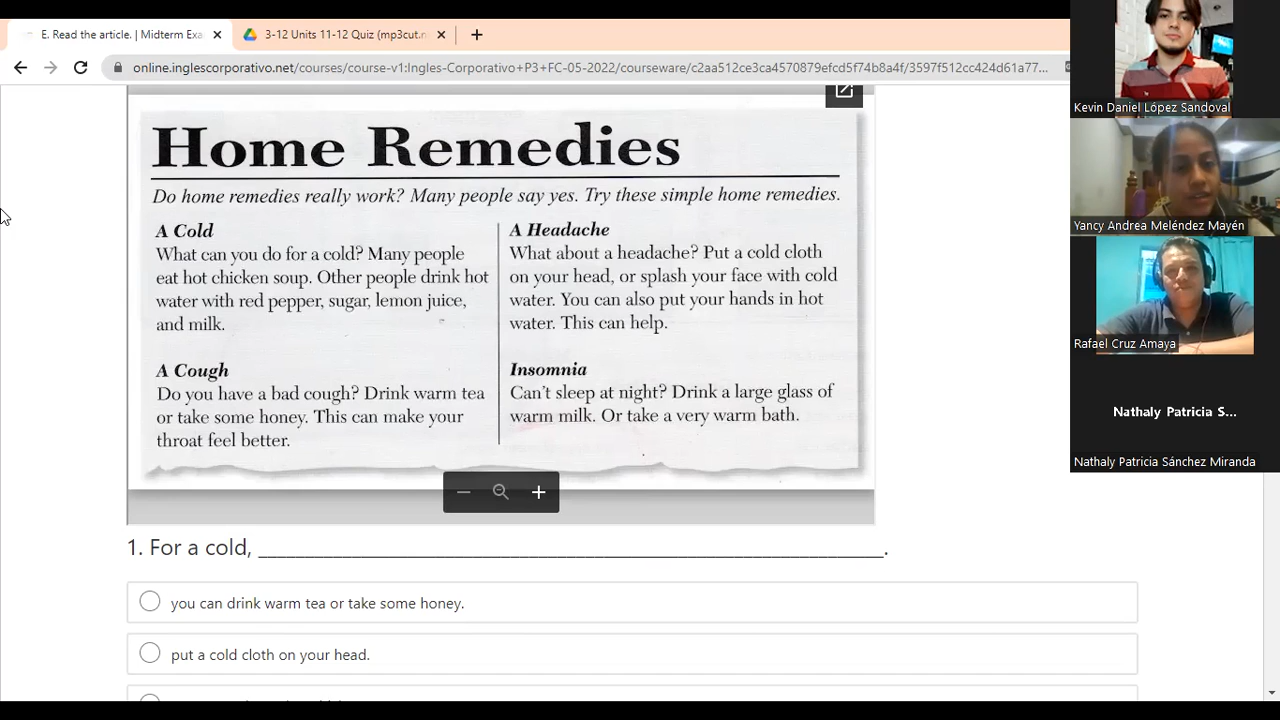 E. Read the article. | Midterm Exa
3-12 Units 11-12 Quiz (mp3cut.n
online.inglescorporativo.net/courses/course-v1:Ingles-Corporativo+P3+FC-05-2022/courseware/c2aa512ce3ca4570879efcd5f74b8a4f/3597f512cc424d61a77...
Home Remedies
Do home remedies really work? Many people say yes. Try these simple home remedies.
A Cold
What can you do for a cold? Many people
eat hot chicken soup. Other people drink hot
water with red pepper, sugar, lemon juice,
and milk.
A Cough
Do you have a bad cough? Drink warm tea
or take some honey. This can make your
throat feel better.
A Headache
What about a headache? Put a cold cloth
on your head, or splash your face with cold
water. You can also put your hands in hot
water. This can help.
Insomnia
Can't sleep at night? Drink a large glass of
warm milk. Or take a very warm bath.
1. For a cold, ______________________________________________________.
you can drink warm tea or take some honey.
put a cold cloth on your head.
Kevin Daniel López Sandoval
Yancy Andrea Meléndez Mayén
Rafael Cruz Amaya
Nathaly Patricia S...
Nathaly Patricia Sánchez Miranda